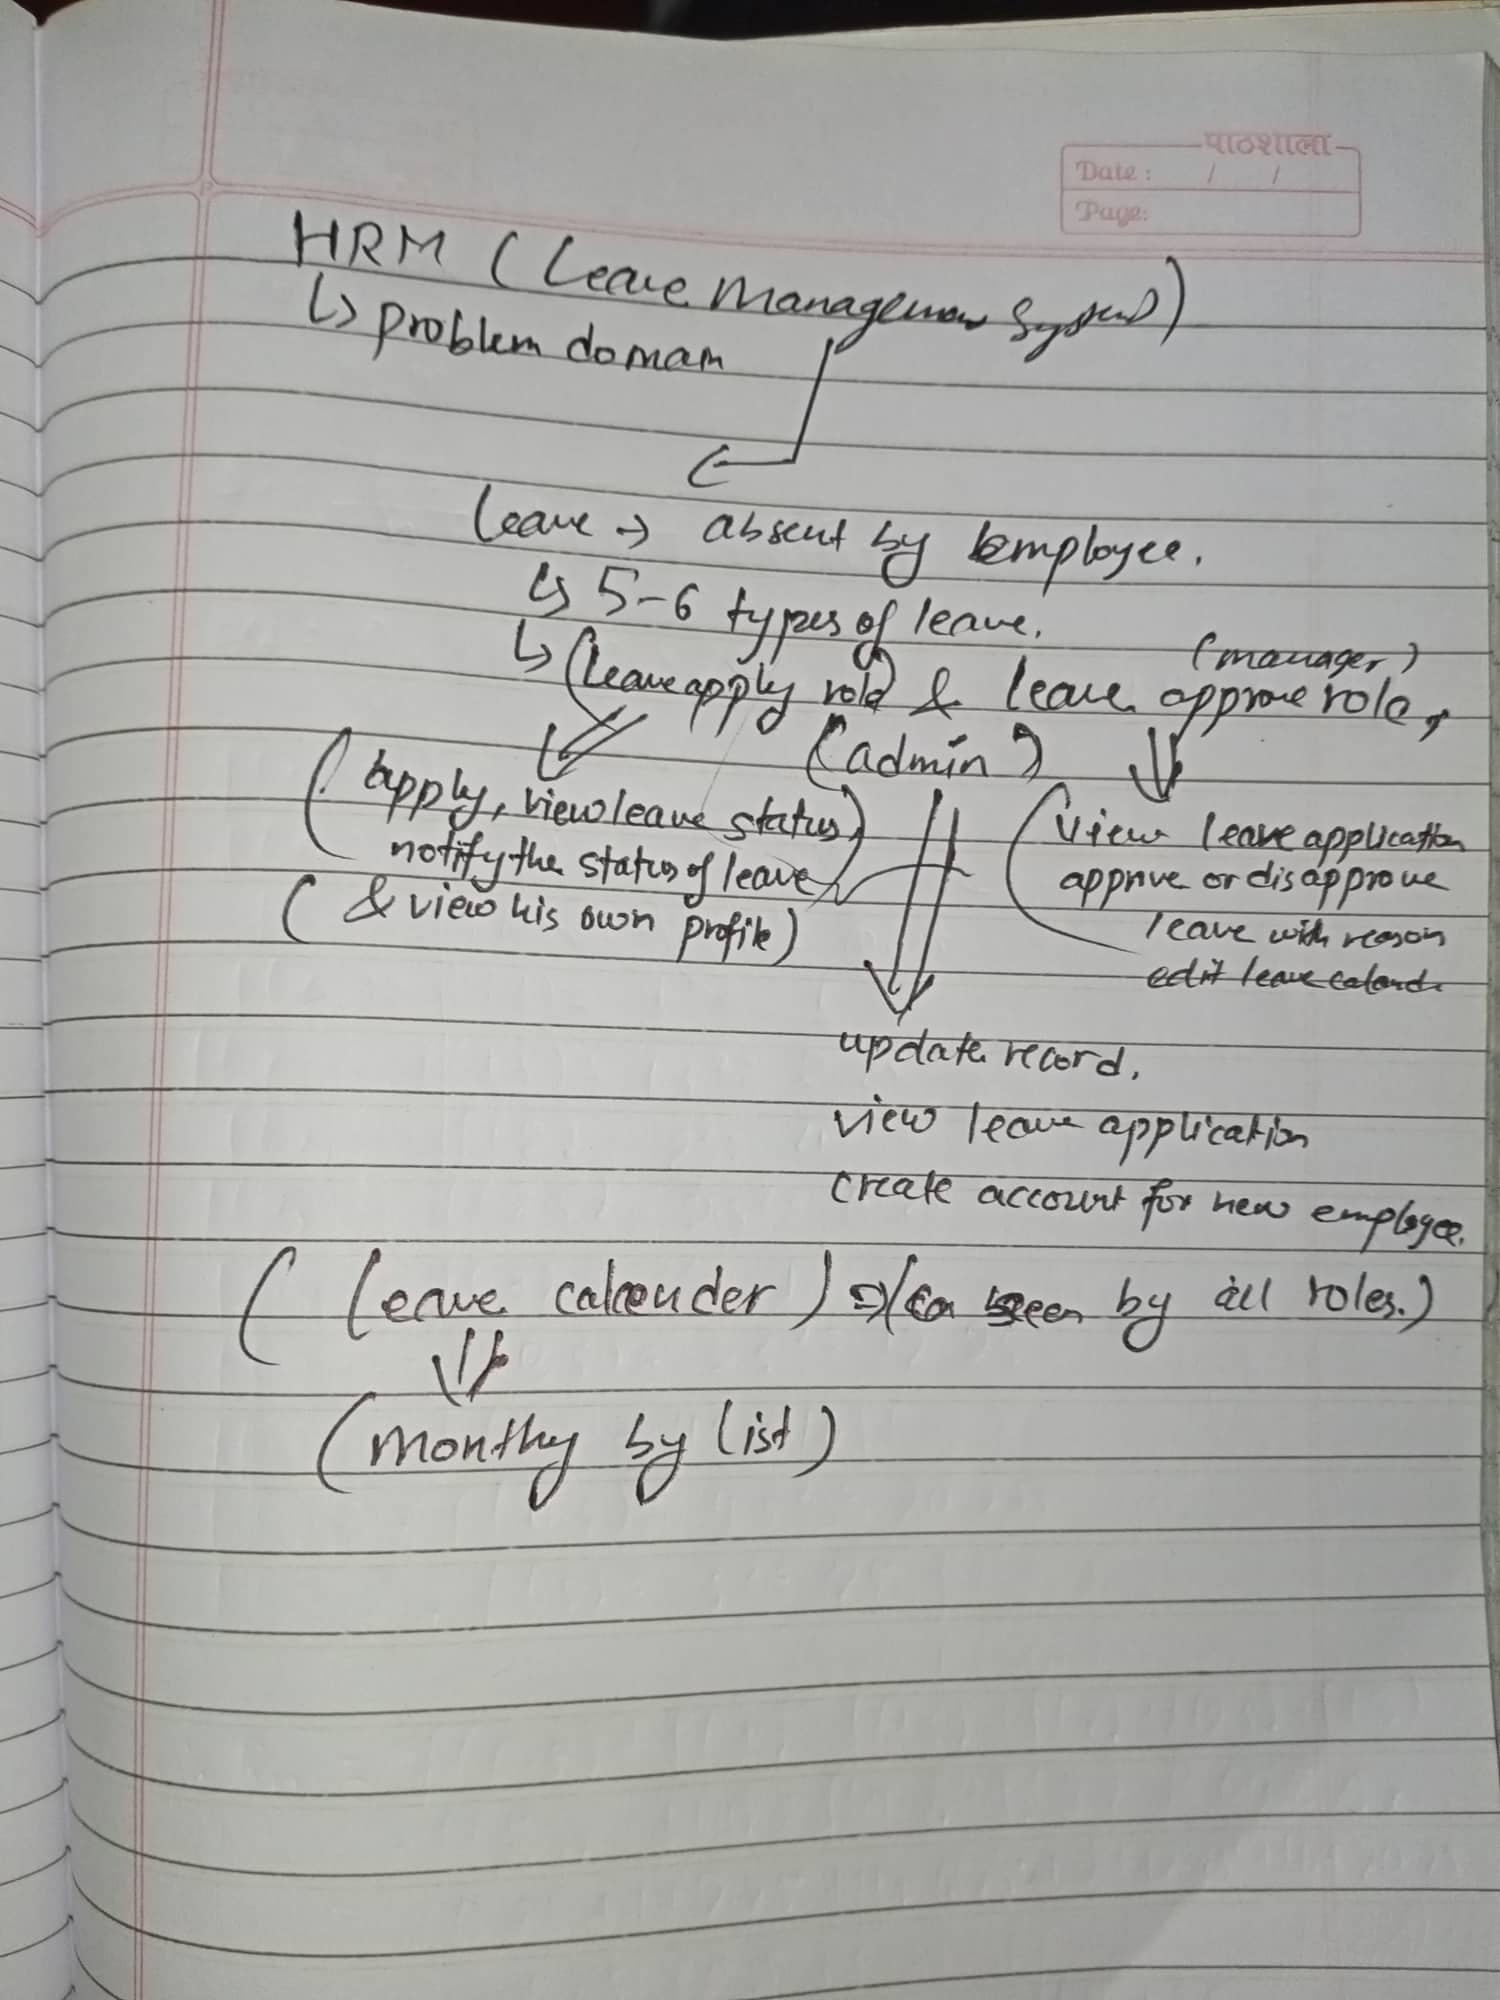 पाठशाला
Date : / /
Page:
HRM (Leave Management System)
↳ problem domain
Leave → absent by employee.
↳ 5-6 types of leave.
(manager)
↳ (leave apply role) & leave approve role,
(admin)
(apply, view leave status,
notify the status of leave
(& view his own profile)
(view leave application
approve or disapprove
leave with reason
edit leave calend
update record.
view leave application
create account for new employee.
(leave calender) ⇒ (can seen by all roles.)
(monthy by list)